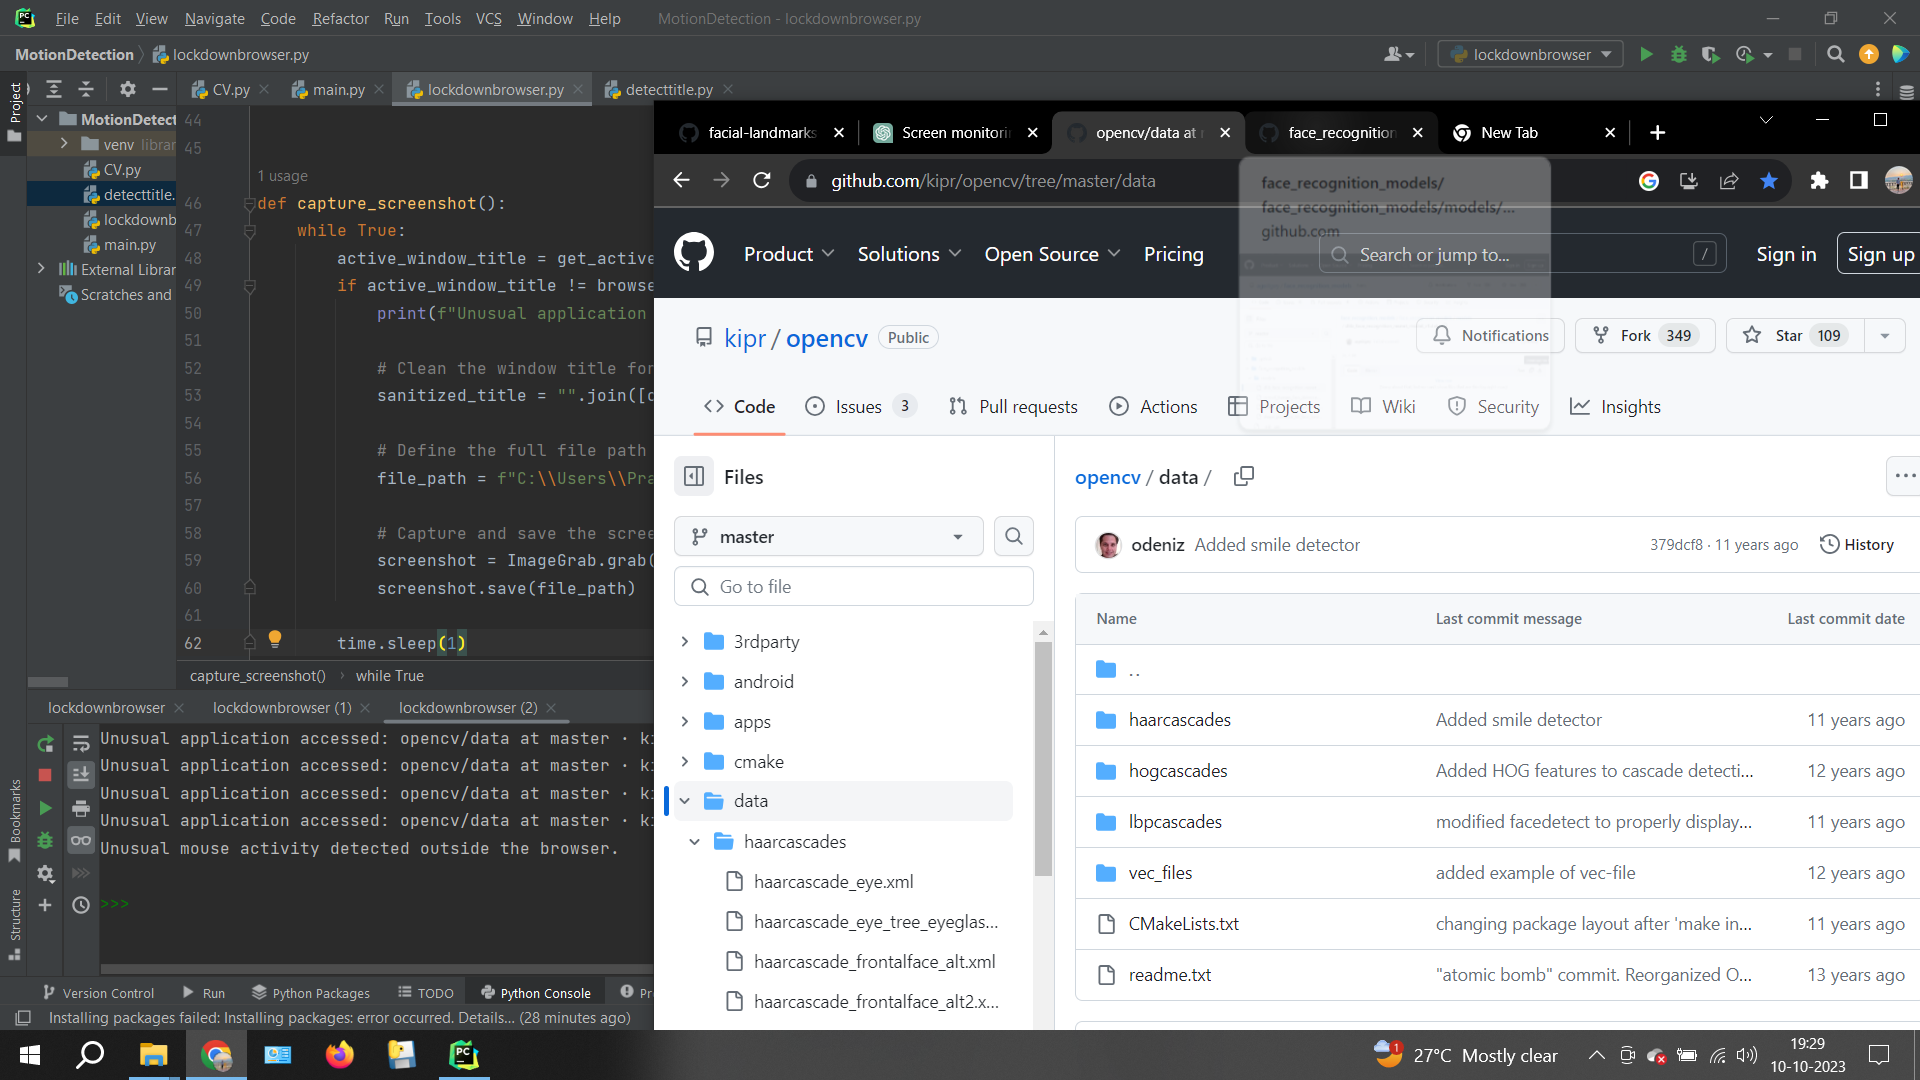 File Edit View Navigate Code Refactor Run Tools VCS Window Help MotionDetection - lockdownbrowser.py
MotionDetection lockdownbrowser.py
lockdownbrowser
CV.py main.py lockdownbrowser.py detecttitle.py
Project
MotionDetect
venv librar
CV.py
detecttitle.
lockdownb
main.py
External Librar
Scratches and
44
45
1 usage
46 def capture_screenshot():
47 while True:
48 active_window_title = get_active
49 if active_window_title != browse
50 print(f"Unusual application
51
52 # Clean the window title for
53 sanitized_title = "".join([c
54
55 # Define the full file path
56 file_path = f"C:\\Users\\Pra
57
58 # Capture and save the scree
59 screenshot = ImageGrab.grab(
60 screenshot.save(file_path)
61
62 time.sleep(1)
capture_screenshot() while True
lockdownbrowser lockdownbrowser (1) lockdownbrowser (2)
Unusual application accessed: opencv/data at master · ki
Unusual application accessed: opencv/data at master · ki
Unusual application accessed: opencv/data at master · ki
Unusual application accessed: opencv/data at master · ki
Unusual mouse activity detected outside the browser.
>>>
Bookmarks
Structure
Version Control Run Python Packages TODO Python Console Pr
Installing packages failed: Installing packages: error occurred. Details... (28 minutes ago)
facial-landmarks Screen monitorin opencv/data at m face_recognition New Tab
github.com/kipr/opencv/tree/master/data
face_recognition_models/
face_recognition_models/models/...
github.com
Product Solutions Open Source Pricing Search or jump to... / Sign in Sign up
kipr / opencv Public Notifications Fork 349 Star 109
Code Issues 3 Pull requests Actions Projects Wiki Security Insights
Files
master
Go to file
3rdparty
android
apps
cmake
data
haarcascades
haarcascade_eye.xml
haarcascade_eye_tree_eyeglas...
haarcascade_frontalface_alt.xml
haarcascade_frontalface_alt2.x...
opencv / data / ...
odeniz Added smile detector 379dcf8 · 11 years ago History
Name Last commit message Last commit date
..
haarcascades Added smile detector 11 years ago
hogcascades Added HOG features to cascade detecti... 12 years ago
lbpcascades modified facedetect to properly display... 11 years ago
vec_files added example of vec-file 12 years ago
CMakeLists.txt changing package layout after 'make in... 11 years ago
readme.txt "atomic bomb" commit. Reorganized O... 13 years ago
1 27°C Mostly clear 19:29
10-10-2023